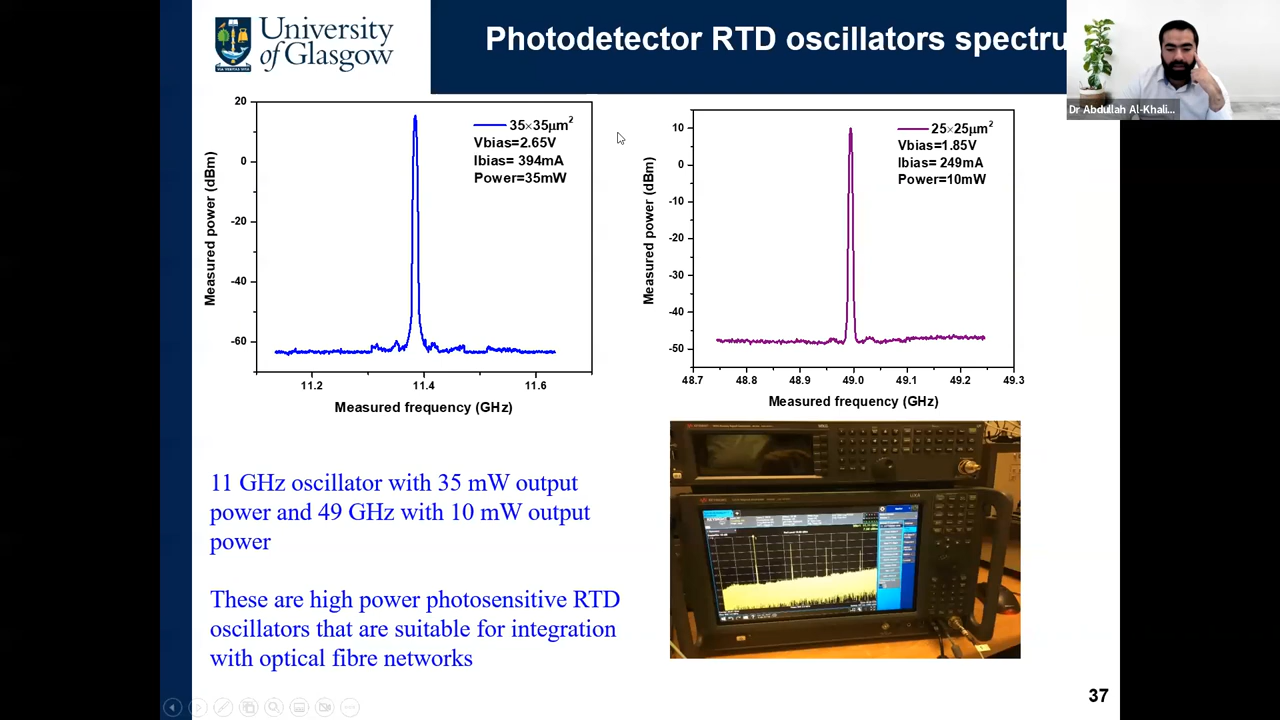 University
of Glasgow
VIA VERITAS VITA
Photodetector RTD oscillators spectru
Dr Abdullah Al-Khali...
20
0
-20
-40
-60
Measured power (dBm)
35×35μm²
Vbias=2.65V
Ibias= 394mA
Power=35mW
11.2
11.4
11.6
Measured frequency (GHz)
10
0
-10
-20
-30
-40
-50
Measured power (dBm)
25×25μm²
Vbias=1.85V
Ibias= 249mA
Power=10mW
48.7
48.8
48.9
49.0
49.1
49.2
49.3
Measured frequency (GHz)
11 GHz oscillator with 35 mW output
power and 49 GHz with 10 mW output
power
These are high power photosensitive RTD
oscillators that are suitable for integration
with optical fibre networks
UXA
37